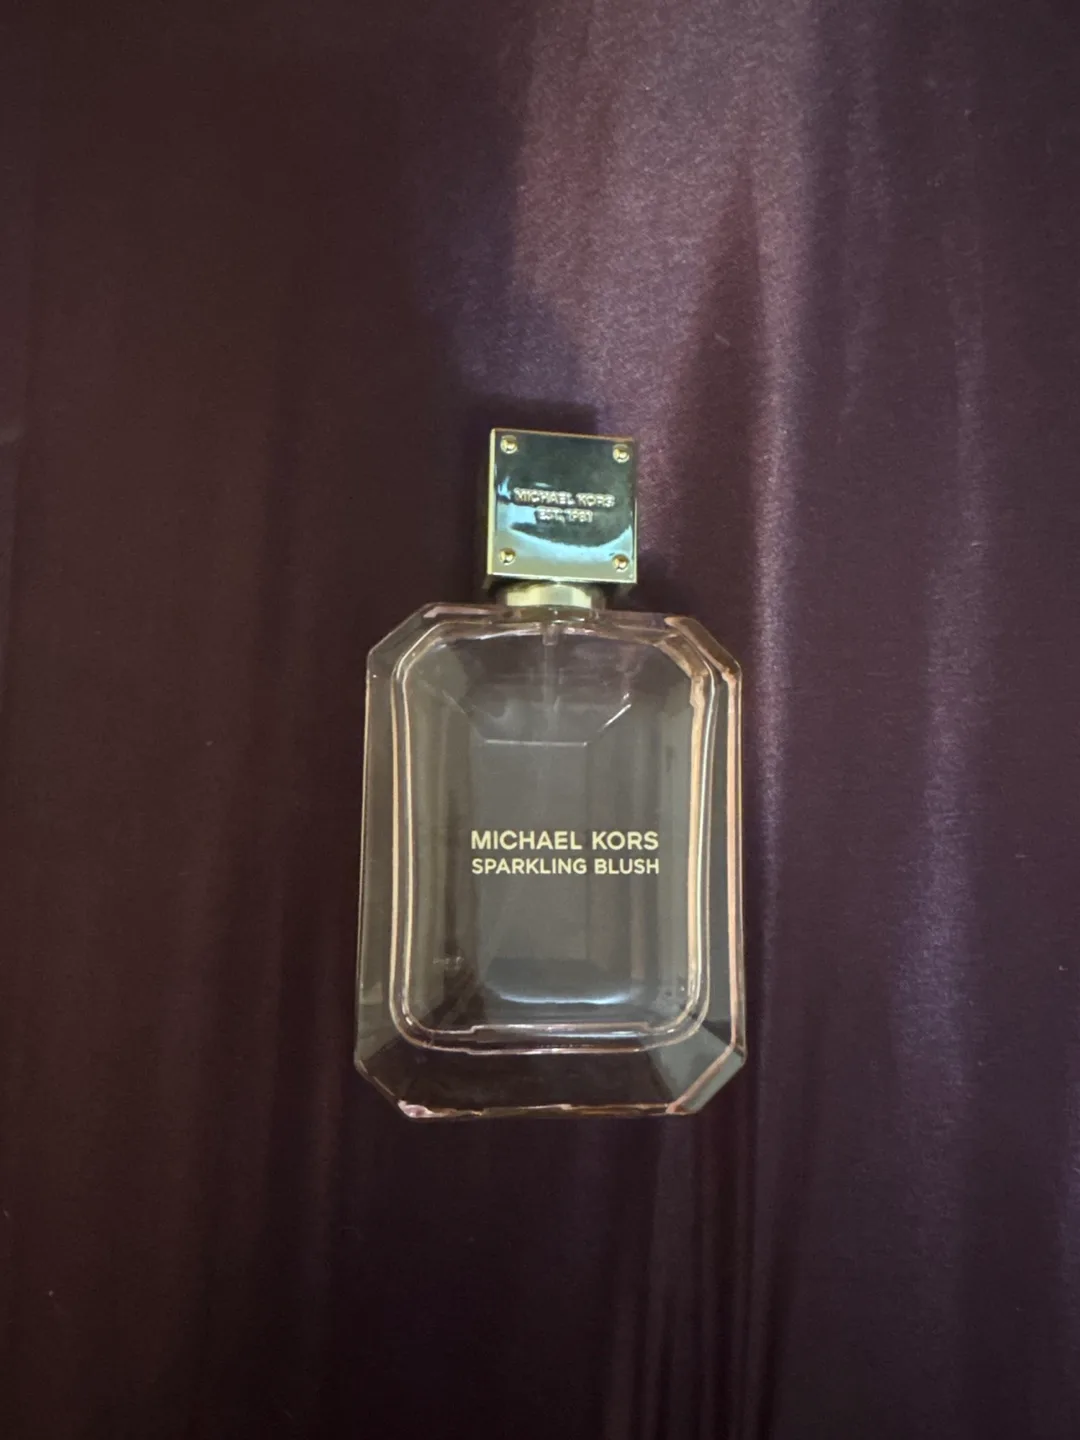 MICHAEL KORS
EST. 1981
MICHAEL KORS
SPARKLING BLUSH